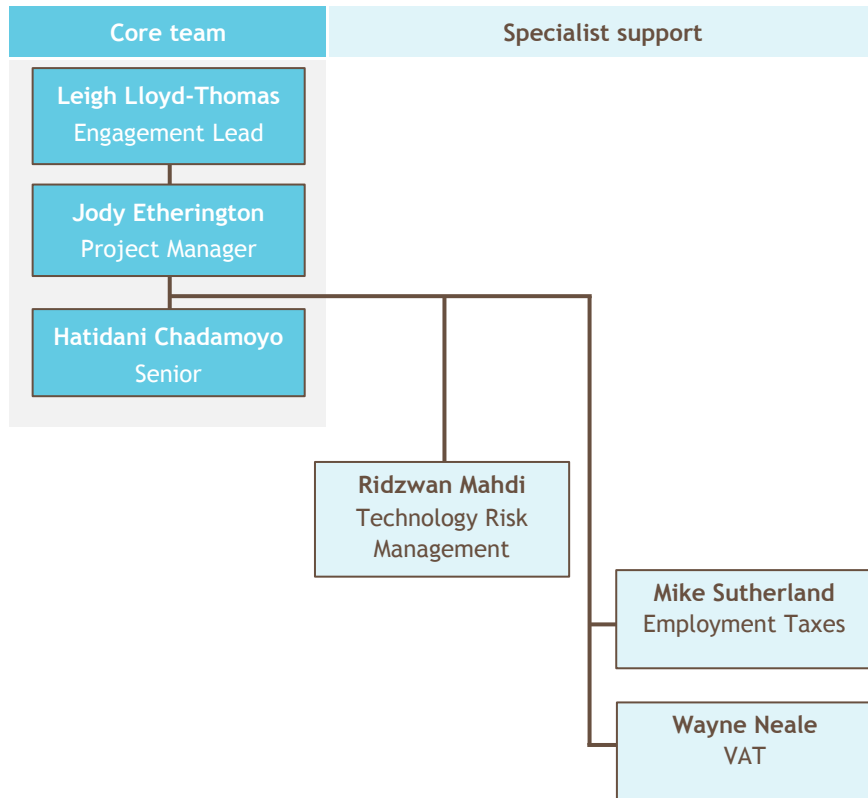 Core team
Specialist support
Leigh Lloyd-Thomas
Engagement Lead
Jody Etherington
Project Manager
Hatidani Chadamoyo
Senior
Ridzwan Mahdi
Technology Risk
Management
Mike Sutherland
Employment Taxes
Wayne Neale
VAT